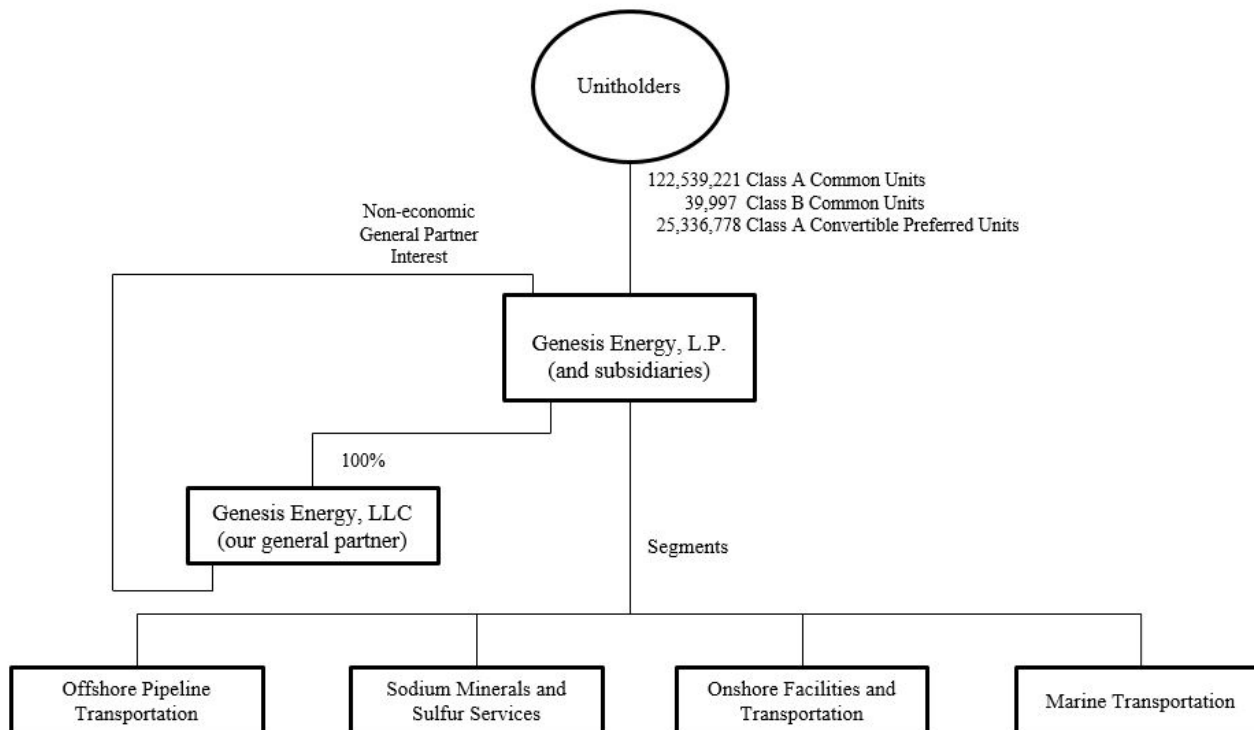 Unitholders
122,539,221 Class A Common Units
39,997 Class B Common Units
25,336,778 Class A Convertible Preferred Units
Non-economic
General Partner
Interest
Genesis Energy, L.P.
(and subsidiaries)
100%
Genesis Energy, LLC
(our general partner)
Segments
Offshore Pipeline
Transportation
Sodium Minerals and
Sulfur Services
Onshore Facilities and
Transportation
Marine Transportation